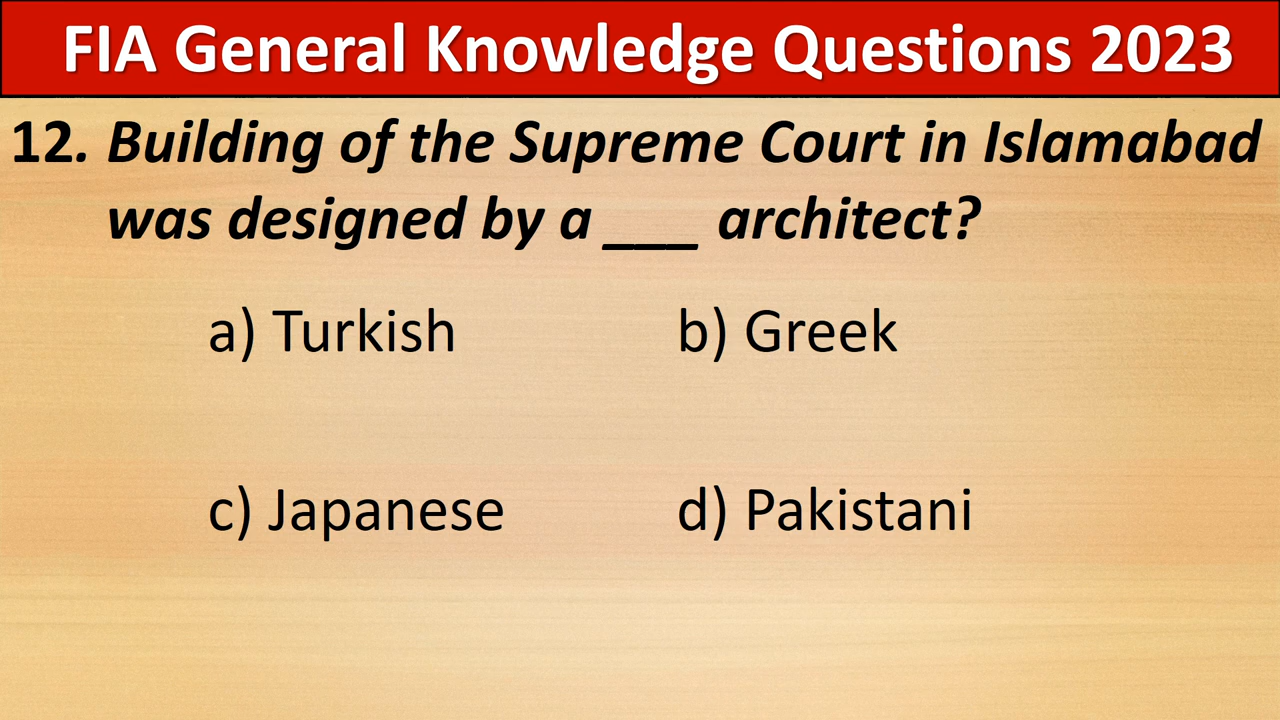 FIA General Knowledge Questions 2023
12. Building of the Supreme Court in Islamabad
was designed by a ___ architect?
a) Turkish b) Greek
c) Japanese d) Pakistani